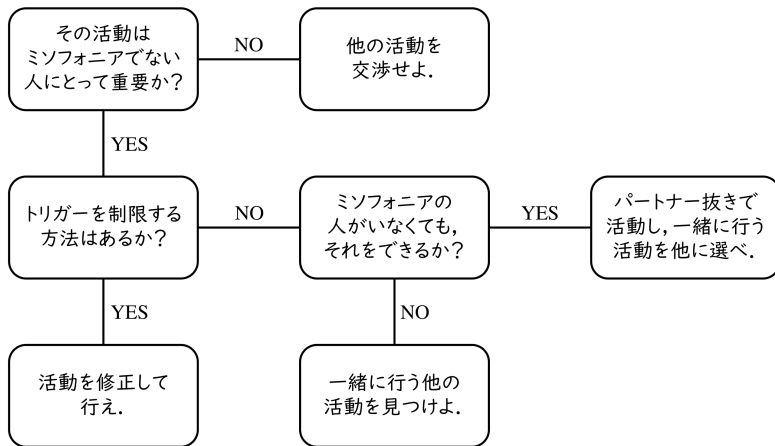 その活動は
ミソフォニアでない
人にとって重要か?
NO
他の活動を
交渉せよ.
YES
トリガーを制限する
方法はあるか?
NO
ミソフォニアの
人がいなくても,
それをできるか?
YES
パートナー抜きで
活動し,一緒に行う
活動を他に選べ.
YES
NO
活動を修正して
行え.
一緒に行う他の
活動を見つけよ.